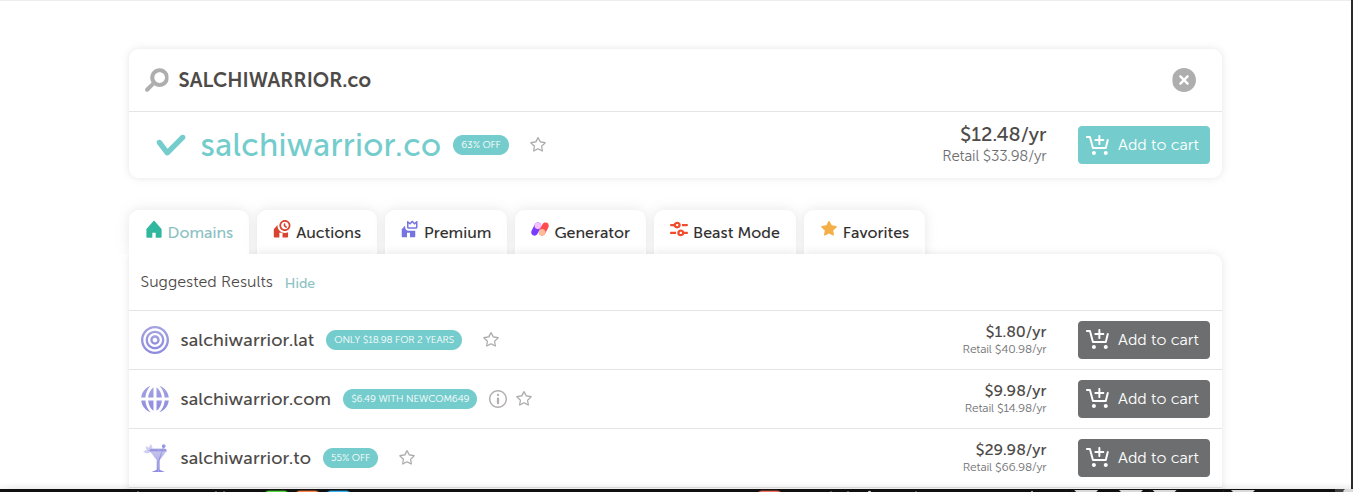 SALCHIWARRIOR.co
salchiwarrior.co 63% OFF $12.48/yr Add to cart
Retail $33.98/yr
Domains Auctions Premium Generator Beast Mode Favorites
Suggested Results Hide
salchiwarrior.lat ONLY $18.98 FOR 2 YEARS $1.80/yr Add to cart
Retail $40.98/yr
salchiwarrior.com $6.49 WITH NEWCOM649 $9.98/yr Add to cart
Retail $14.98/yr
salchiwarrior.to 55% OFF $29.98/yr Add to cart
Retail $66.98/yr